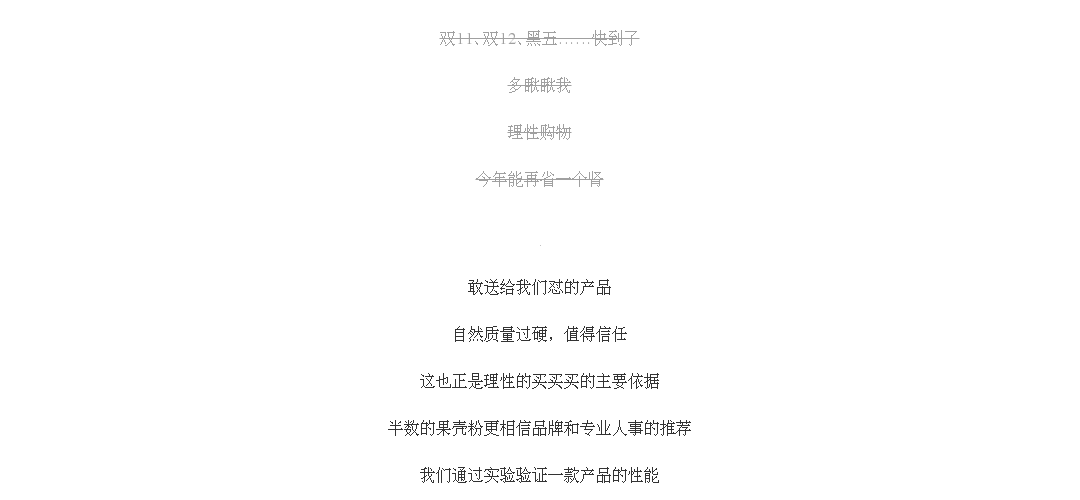 双11、双12、黑五……快到了
多瞅瞅我
理性购物
今年能再省一个肾
敢送给我们怼的产品
自然质量过硬，值得信任
这也正是理性的买买买的主要依据
半数的果壳粉更相信品牌和专业人事的推荐
我们通过实验验证一款产品的性能